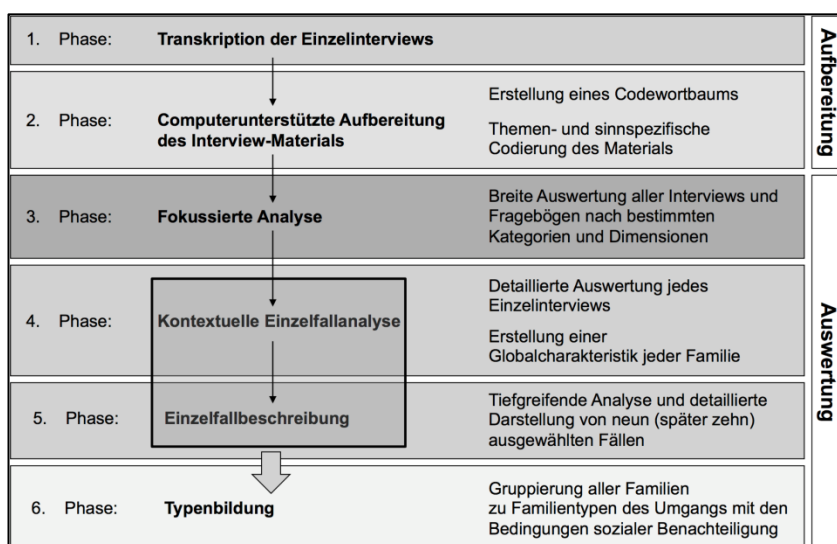 1. Phase: Transkription der Einzelinterviews
Aufbereitung
2. Phase: Computerunterstützte Aufbereitung
des Interview-Materials
Erstellung eines Codewortbaums
Themen- und sinnspezifische
Codierung des Materials
3. Phase: Fokussierte Analyse
Breite Auswertung aller Interviews und
Fragebögen nach bestimmten
Kategorien und Dimensionen
Auswertung
4. Phase: Kontextuelle Einzelfallanalyse
Detaillierte Auswertung jedes
Einzelinterviews
Erstellung einer
Globalcharakteristik jeder Familie
5. Phase: Einzelfallbeschreibung
Tiefgreifende Analyse und detaillierte
Darstellung von neun (später zehn)
ausgewählten Fällen
6. Phase: Typenbildung
Gruppierung aller Familien
zu Familientypen des Umgangs mit den
Bedingungen sozialer Benachteiligung